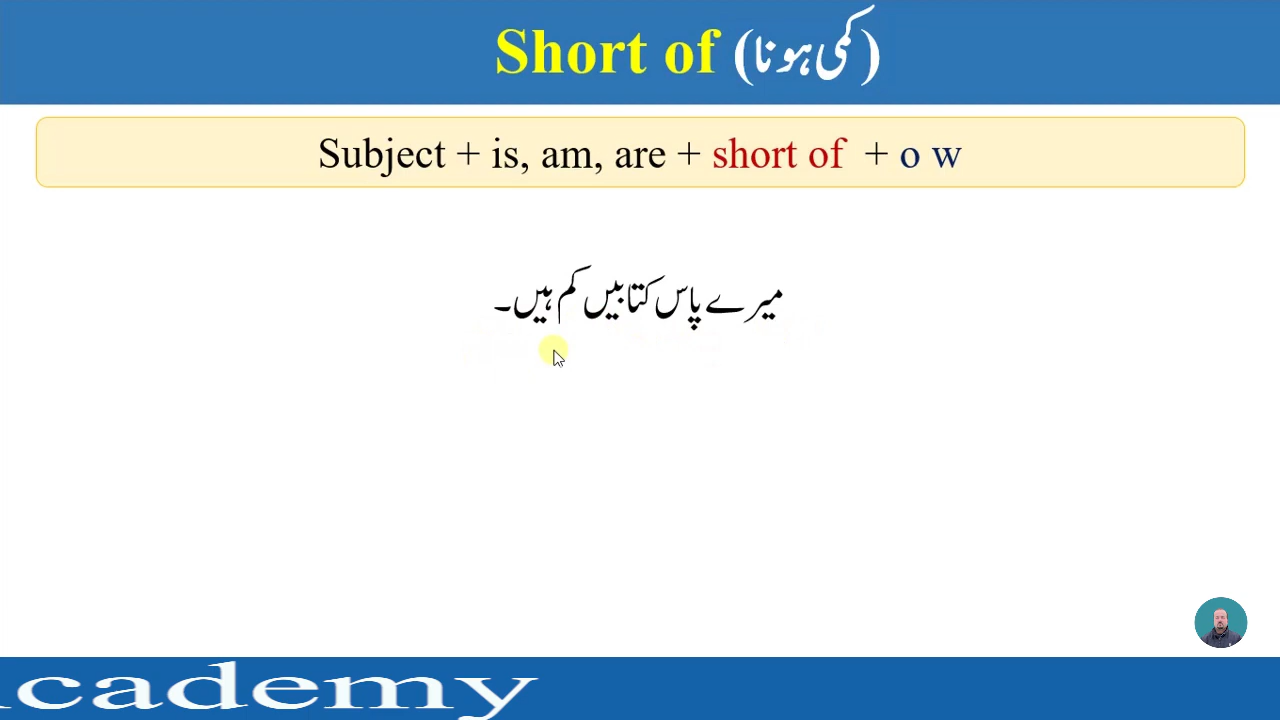 Short of (کمی ہونا)
Subject + is, am, are + short of + o w
میرے پاس کتابیں کم ہیں۔
cademy